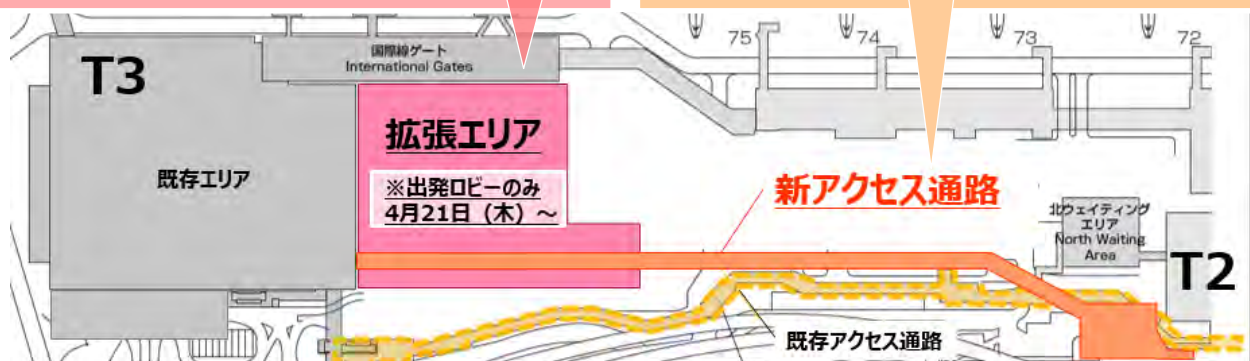 国際線ゲート
International Gates
75
74
73
72
T3
拡張エリア
既存エリア
※出発ロビーのみ
4月21日（木）～
新アクセス通路
北ウェイティング
エリア
North Waiting
Area
T2
既存アクセス通路